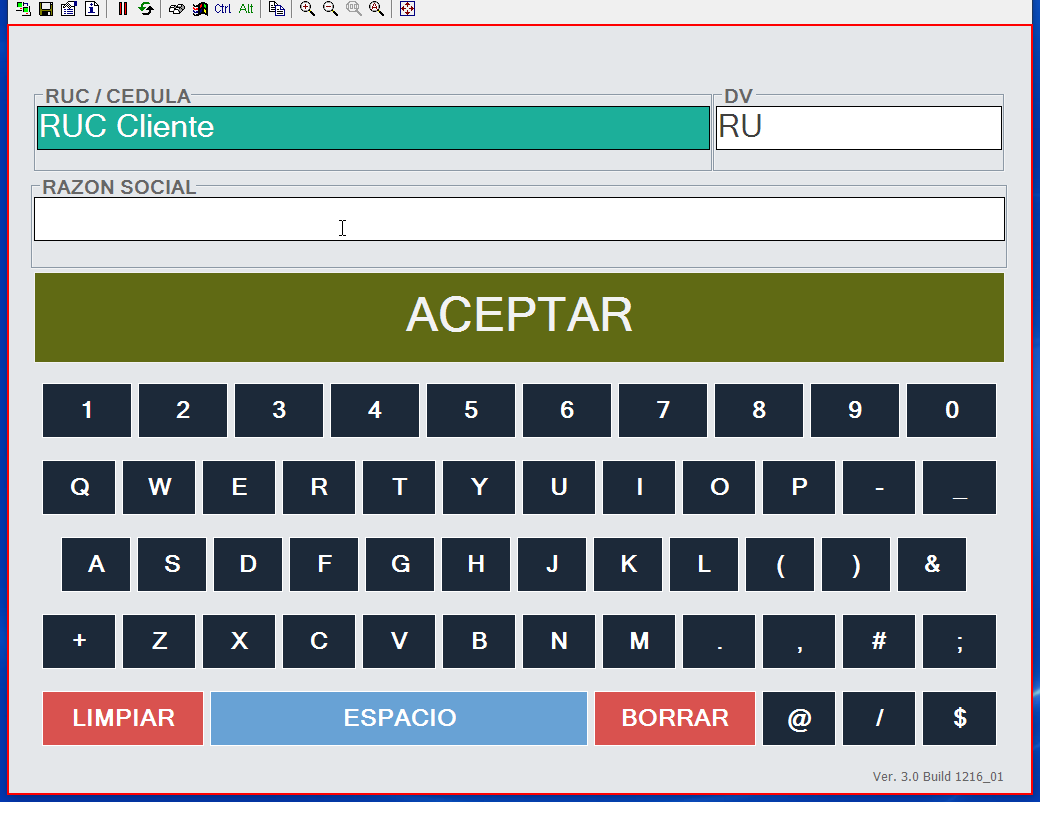 Ctrl Alt
RUC / CEDULA DV
RUC Cliente RU
RAZON SOCIAL
ACEPTAR
1 2 3 4 5 6 7 8 9 0
Q W E R T Y U I O P - _
A S D F G H J K L ( ) &
+ Z X C V B N M . , # ;
LIMPIAR ESPACIO BORRAR @ / $
Ver. 3.0 Build 1216_01